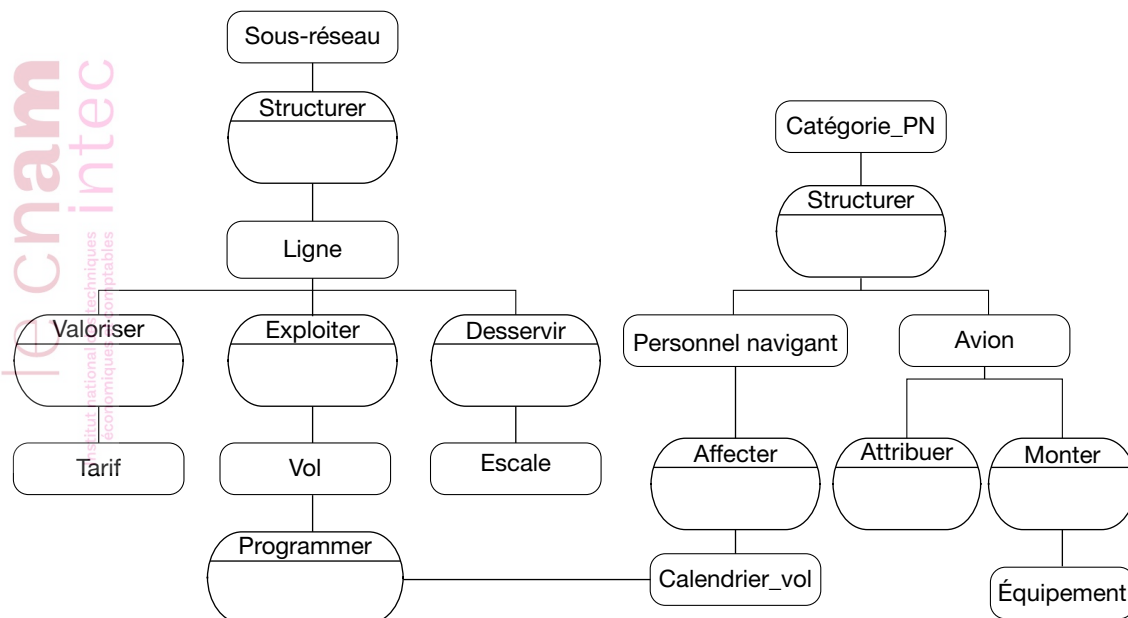 Sous-réseau
Structurer
Ligne
Valoriser
Exploiter
Desservir
Tarif
Vol
Escale
Programmer
Catégorie_PN
Structurer
Personnel navigant
Avion
Affecter
Attribuer
Monter
Calendrier_vol
Équipement
le cnam
intec
Institut national des techniques
économiques comptables